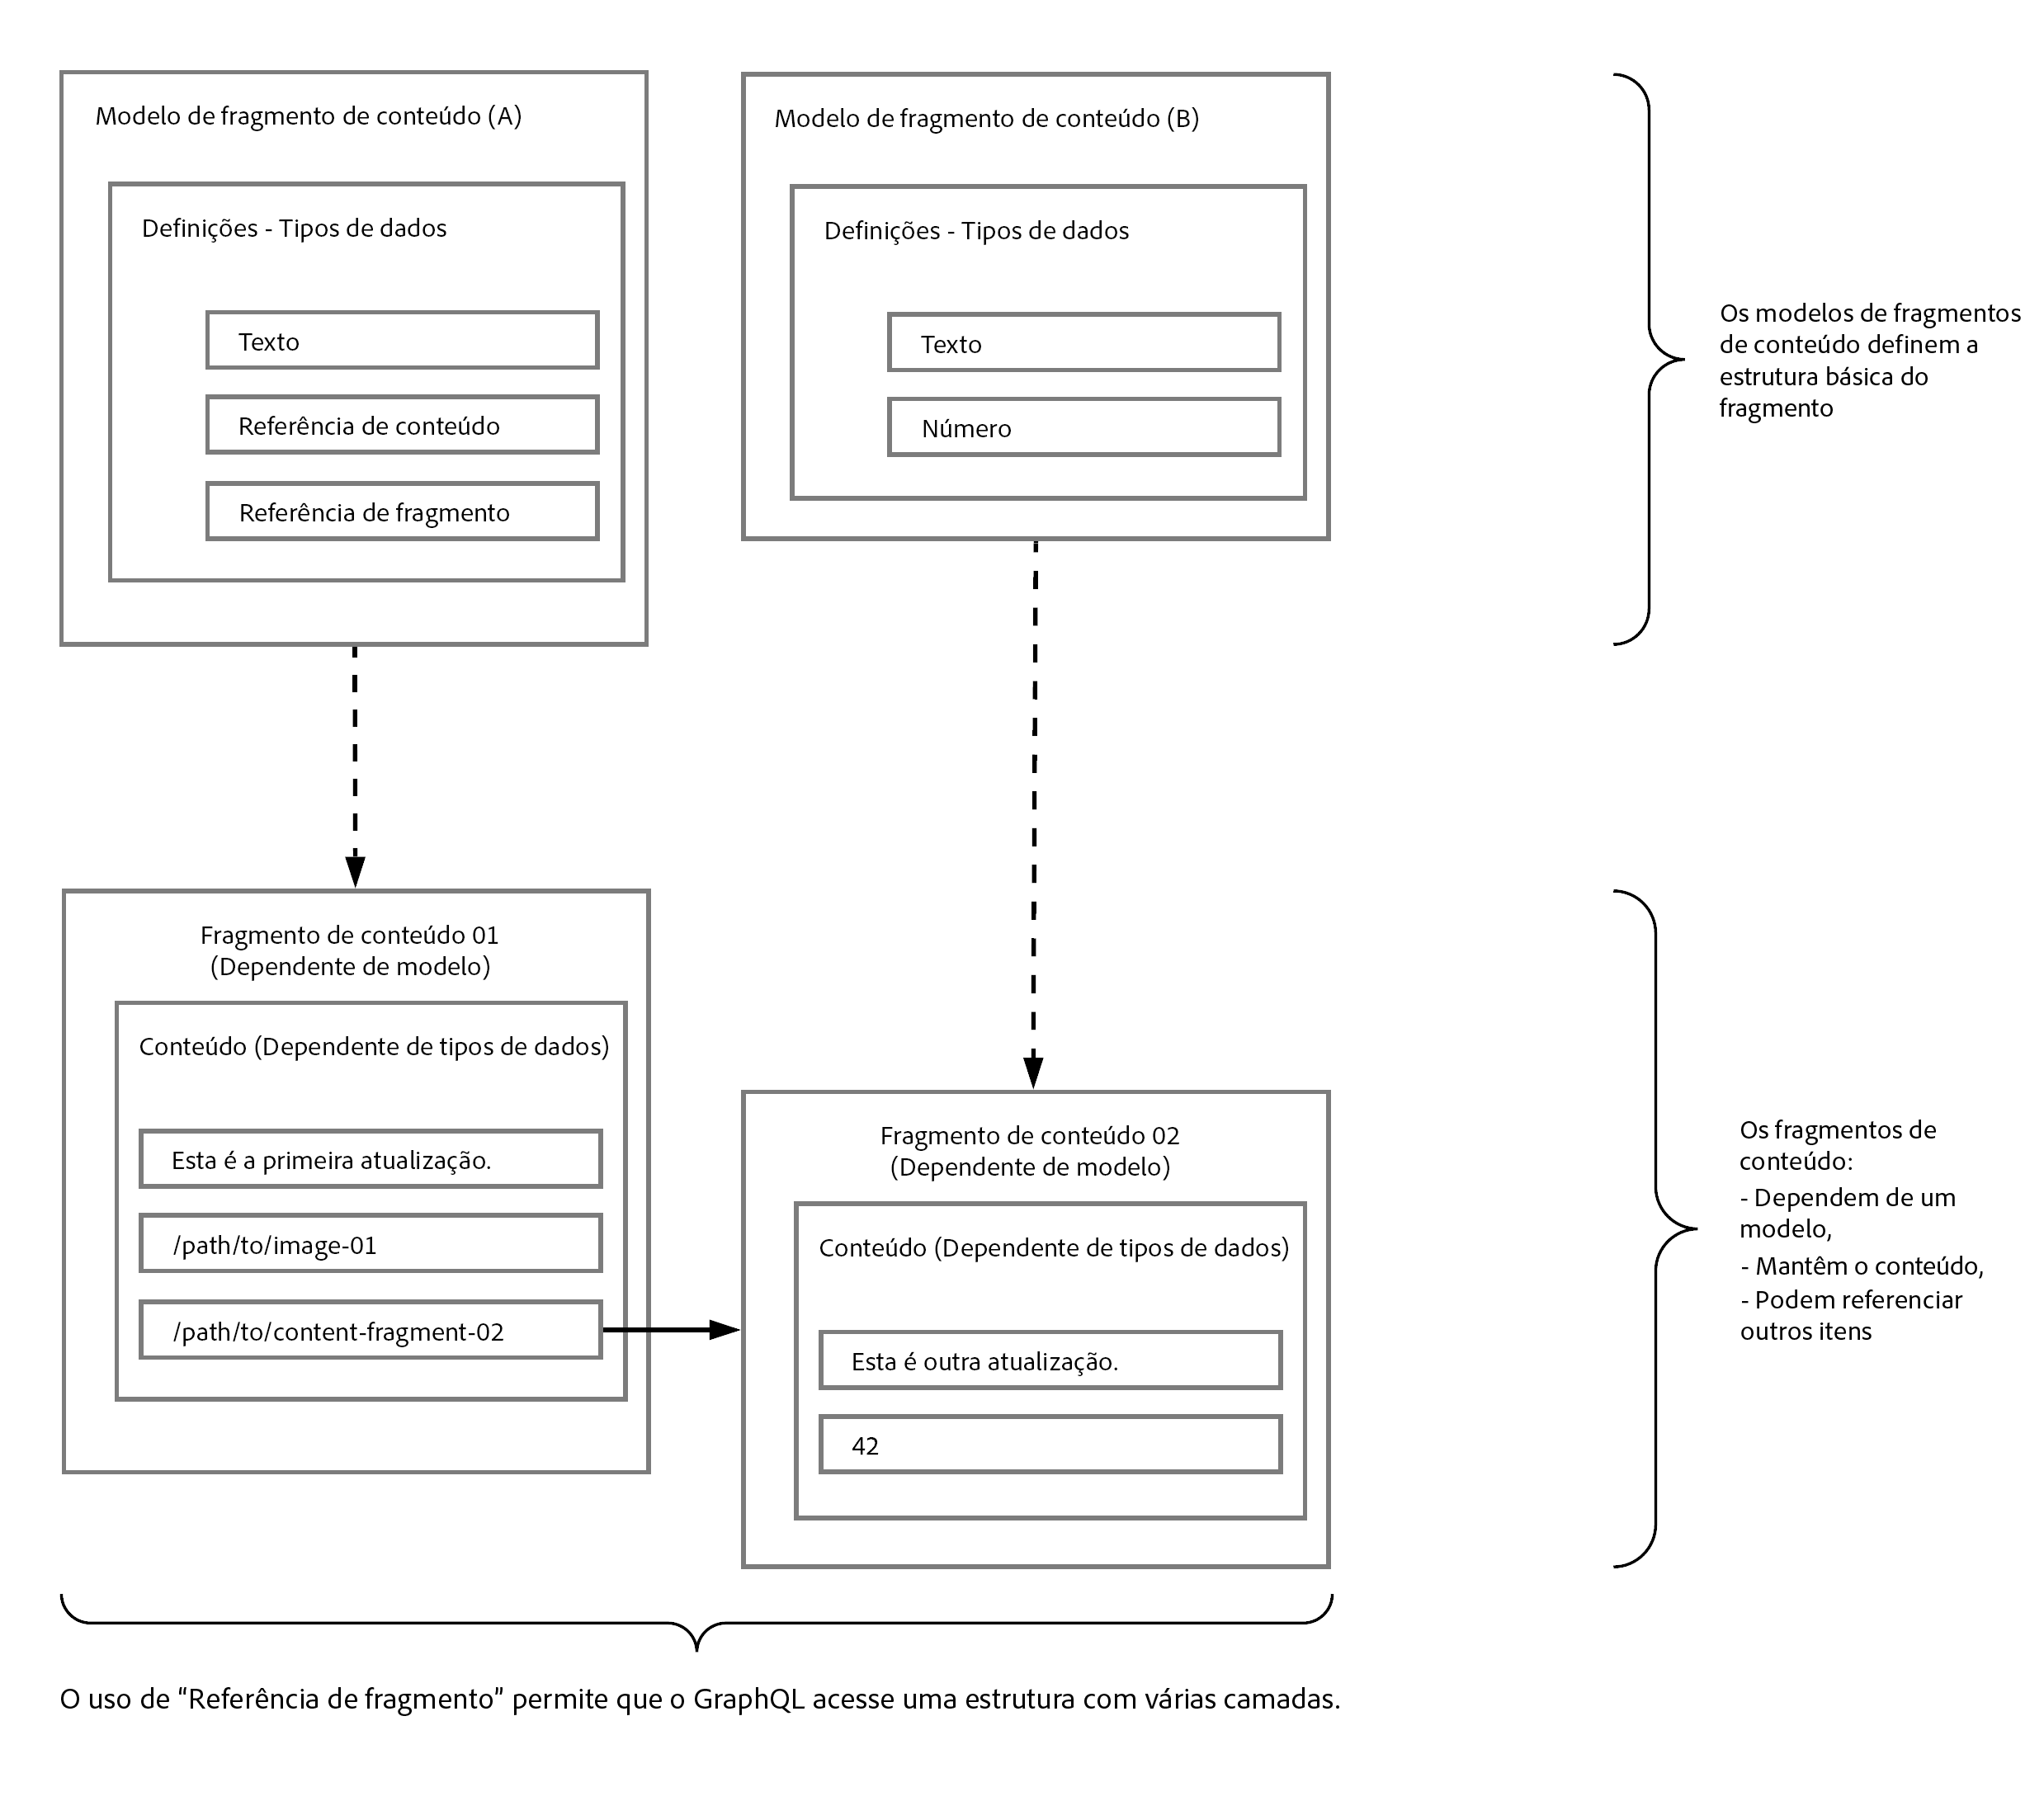 Modelo de fragmento de conteúdo (A)
Definições - Tipos de dados
Texto
Referência de conteúdo
Referência de fragmento
Modelo de fragmento de conteúdo (B)
Definições - Tipos de dados
Texto
Número
Os modelos de fragmentos
de conteúdo definem a
estrutura básica do
fragmento
Fragmento de conteúdo 01
(Dependente de modelo)
Conteúdo (Dependente de tipos de dados)
Esta é a primeira atualização.
/path/to/image-01
/path/to/content-fragment-02
Fragmento de conteúdo 02
(Dependente de modelo)
Conteúdo (Dependente de tipos de dados)
Esta é outra atualização.
42
Os fragmentos de
conteúdo:
- Dependem de um
modelo,
- Mantêm o conteúdo,
- Podem referenciar
outros itens
O uso de “Referência de fragmento” permite que o GraphQL acesse uma estrutura com várias camadas.